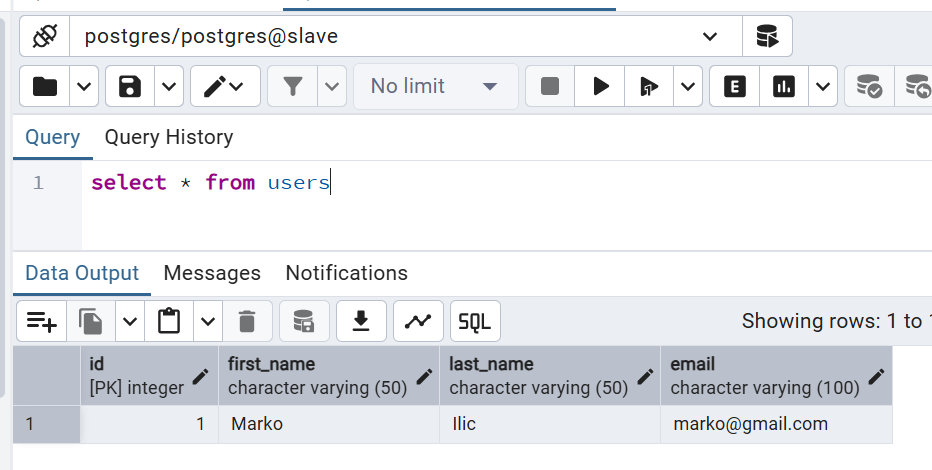 postgres/postgres@slave
No limit
E
Query Query History
1 select * from users
Data Output Messages Notifications
SQL
Showing rows: 1 to
id first_name last_name email
[PK] integer character varying (50) character varying (50) character varying (100)
1 1 Marko Ilic marko@gmail.com